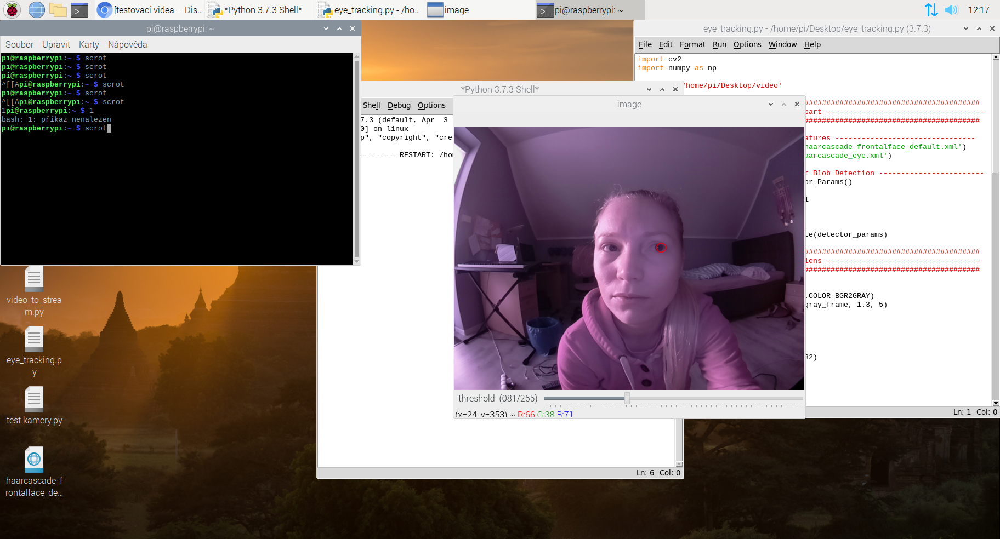 [testovací videa – Dis...
*Python 3.7.3 Shell*
eye_tracking.py - /ho...
image
pi@raspberrypi: ~
12:17
pi@raspberrypi: ~
Soubor Upravit Karty Nápověda
pi@raspberrypi:~ $ scrot
pi@raspberrypi:~ $ scrot
pi@raspberrypi:~ $ scrot
^[[Api@raspberrypi:~ $ scrot
pi@raspberrypi:~ $ scrot
^[[Api@raspberrypi:~ $ scrot
1pi@raspberrypi:~ $ 1
bash: 1: příkaz nenalezen
pi@raspberrypi:~ $ scrot
video_to_strea
m.py
eye_tracking.p
y
test kamery.py
haarcascade_f
rontalface_de...
*Python 3.7.3 Shell*
Shell Debug Options
7.3 (default, Apr 3
0] on linux
p", "copyright", "cre
======== RESTART: /ho
Ln: 6 Col: 0
image
threshold (081/255)
(x=24, y=353) ~ R:66 G:38 B:71
eye_tracking.py - /home/pi/Desktop/eye_tracking.py (3.7.3)
File Edit Format Run Options Window Help
import cv2
import numpy as np
/home/pi/Desktop/video'
########################################
part ------------------------------------
########################################
atures --------------------------------
haarcascade_frontalface_default.xml')
aarcascade_eye.xml')
r Blob Detection ------------------------
or_Params()
1
te(detector_params)
########################################
ions -----------------------------------
########################################
.COLOR_BGR2GRAY)
gray_frame, 1.3, 5)
32)
Ln: 1 Col: 0